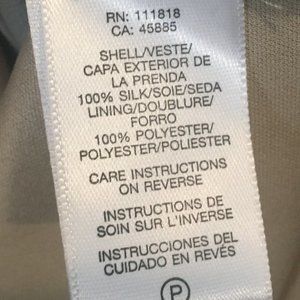 RN: 111818
CA: 45885
SHELL/VESTE/
CAPA EXTERIOR DE
LA PRENDA
100% SILK/SOIE/SEDA
LINING/DOUBLURE/
FORRO
100% POLYESTER/
POLYESTER/POLIESTER
CARE INSTRUCTIONS
ON REVERSE
INSTRUCTIONS DE
SOIN SUR L'INVERSE
INSTRUCCIONES DEL
CUIDADO EN REVÉS
P